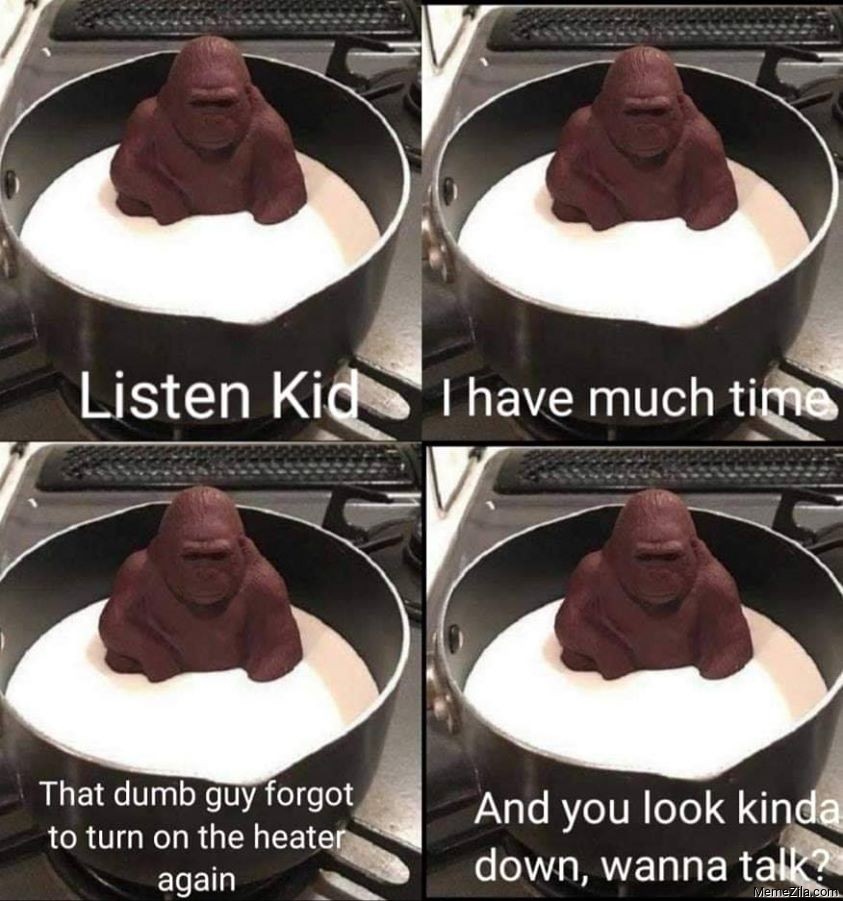 Listen Kid
I have much time
That dumb guy forgot
to turn on the heater
again
And you look kinda
down, wanna talk?
MemeZila.com